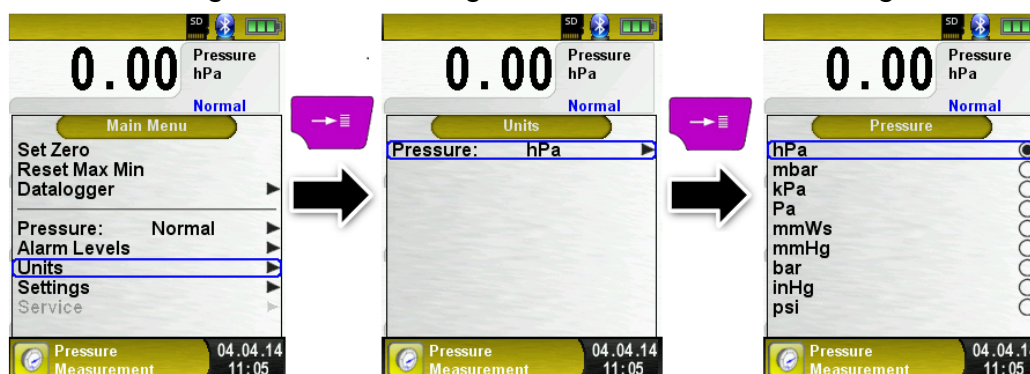 SD
0.00 Pressure
hPa
Normal
Main Menu
Set Zero
Reset Max Min
Datalogger
Pressure: Normal
Alarm Levels
Units
Settings
Service
Pressure
Measurement
04.04.14
11:05
SD
0.00 Pressure
hPa
Normal
Units
Pressure: hPa
Pressure
Measurement
04.04.14
11:05
SD
0.00 Pressure
hPa
Normal
Pressure
hPa
mbar
kPa
Pa
mmWs
mmHg
bar
inHg
psi
Pressure
Measurement
04.04.14
11:05